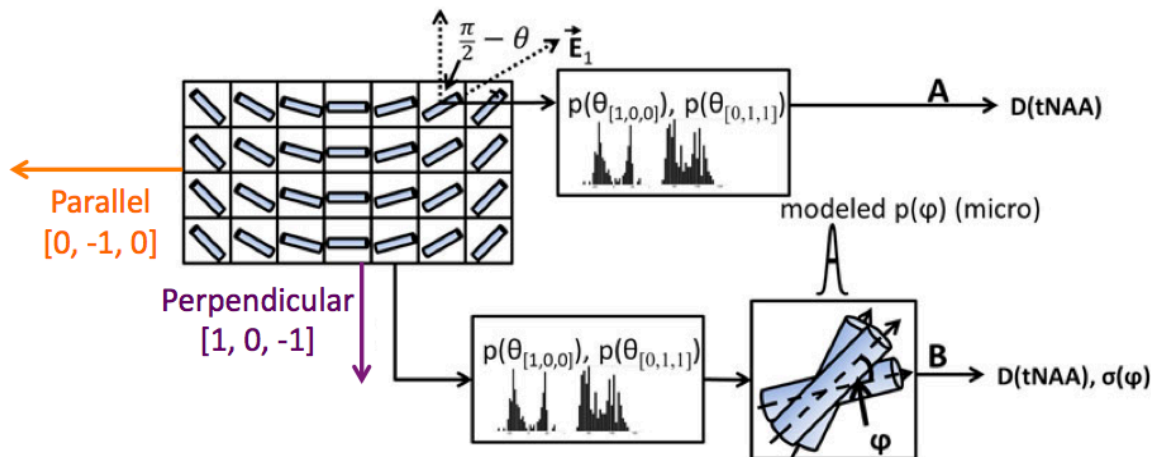 π/2 − θ
E⃗₁
p(θ[1,0,0]), p(θ[0,1,1])
A
D(tNAA)
Parallel
[0, -1, 0]
modeled p(φ) (micro)
Perpendicular
[1, 0, -1]
p(θ[1,0,0]), p(θ[0,1,1])
B
D(tNAA), σ(φ)
φ